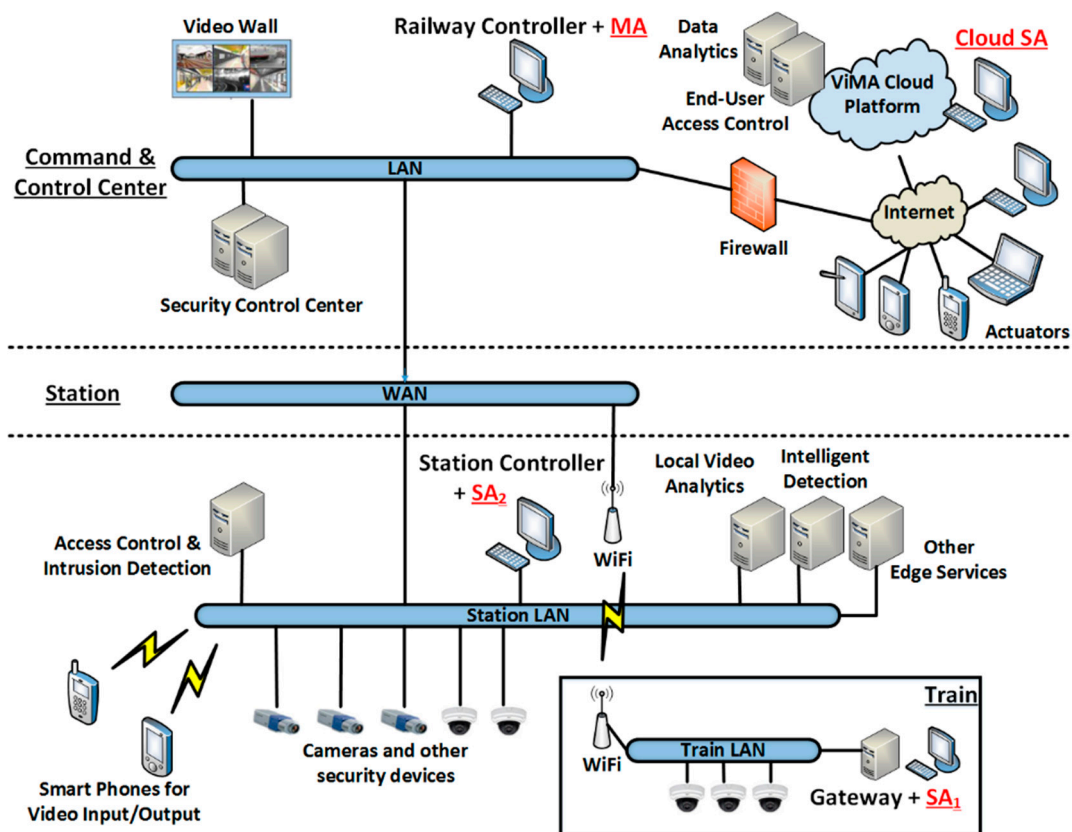 Video Wall
Railway Controller + MA
Data
Analytics
End-User
Access Control
ViMA Cloud
Platform
Cloud SA
Command &
Control Center
LAN
Security Control Center
Firewall
Internet
Actuators
Station
WAN
Station Controller
+ SA₂
WiFi
Local Video
Analytics
Intelligent
Detection
Other
Edge Services
Access Control &
Intrusion Detection
Station LAN
Cameras and other
security devices
Smart Phones for
Video Input/Output
Train
WiFi
Train LAN
Gateway + SA₁